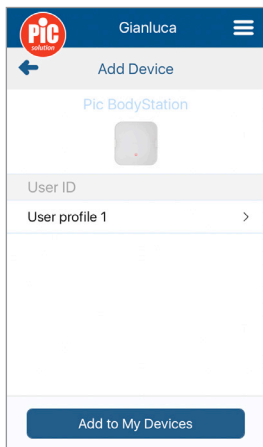 Pic
solution
Gianluca
Add Device
Pic BodyStation
User ID
User profile 1
Add to My Devices